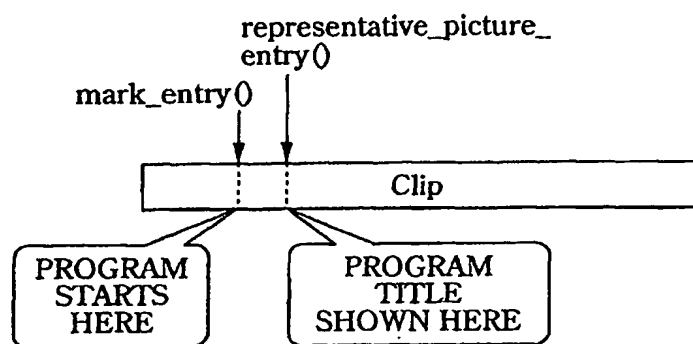 representative_picture_
entry()
mark_entry()
Clip
PROGRAM
STARTS
HERE
PROGRAM
TITLE
SHOWN HERE